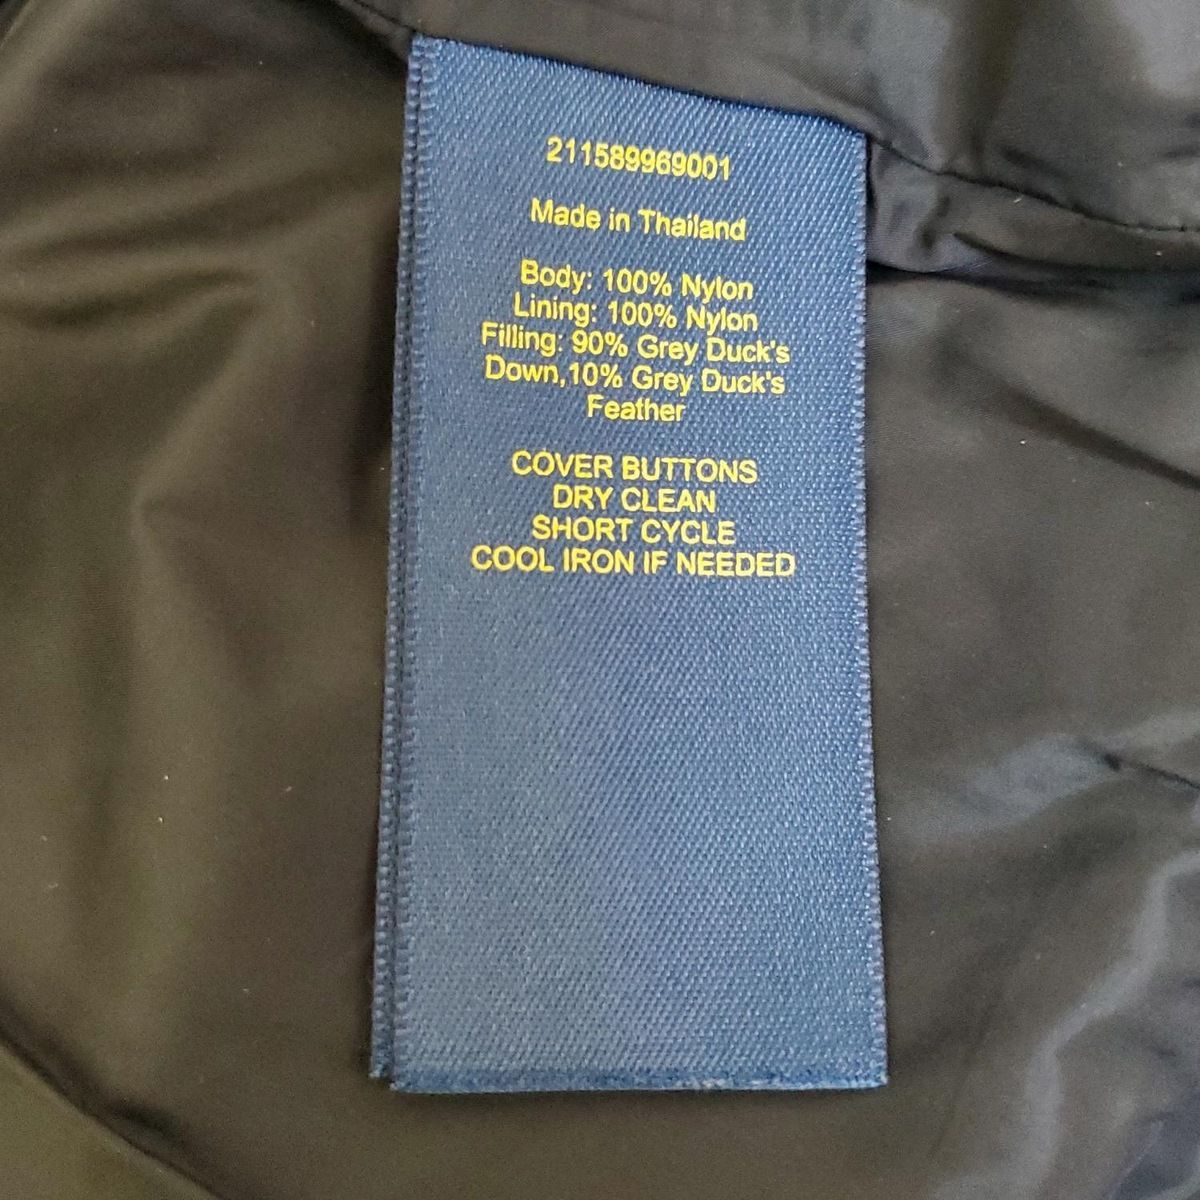 211589969001
Made in Thailand
Body: 100% Nylon
Lining: 100% Nylon
Filling: 90% Grey Duck's
Down,10% Grey Duck's
Feather
COVER BUTTONS
DRY CLEAN
SHORT CYCLE
COOL IRON IF NEEDED